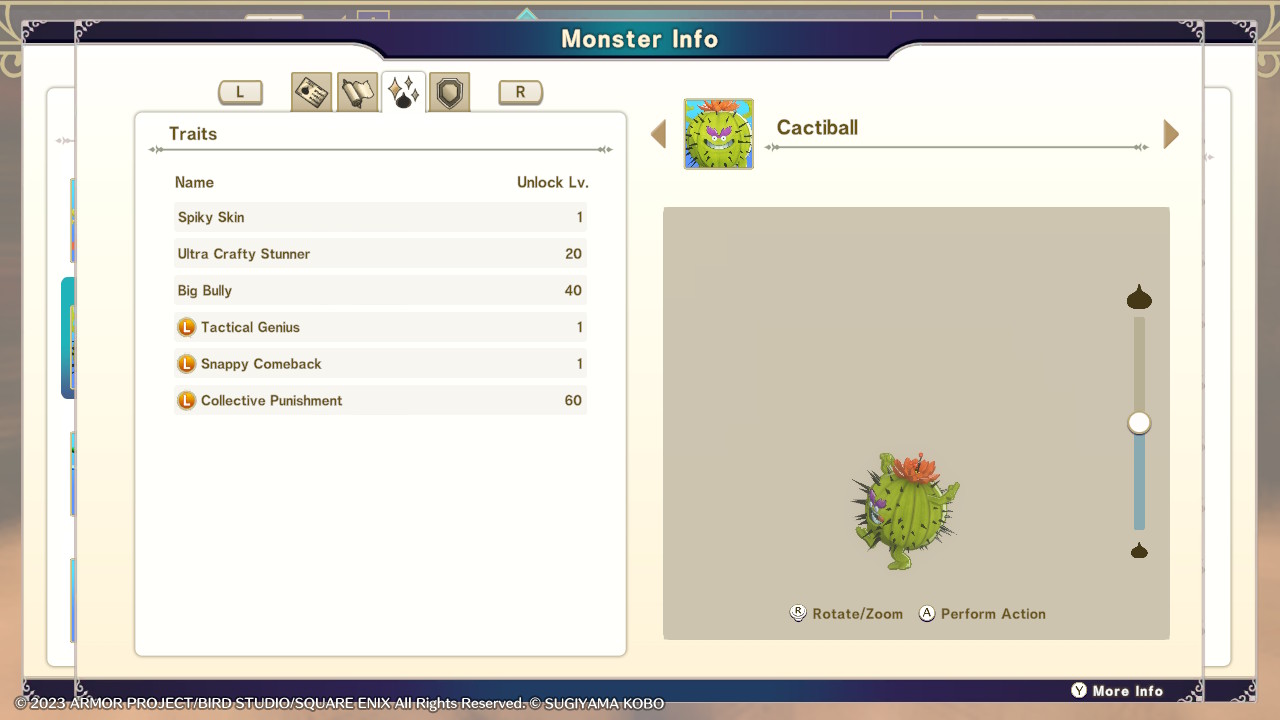 Monster Info
L
R
Traits
Name Unlock Lv.
Spiky Skin 1
Ultra Crafty Stunner 20
Big Bully 40
L Tactical Genius 1
L Snappy Comeback 1
L Collective Punishment 60
Cactiball
R Rotate/Zoom A Perform Action
Y More Info
© 2023 ARMOR PROJECT/BIRD STUDIO/SQUARE ENIX All Rights Reserved. © SUGIYAMA KOBO